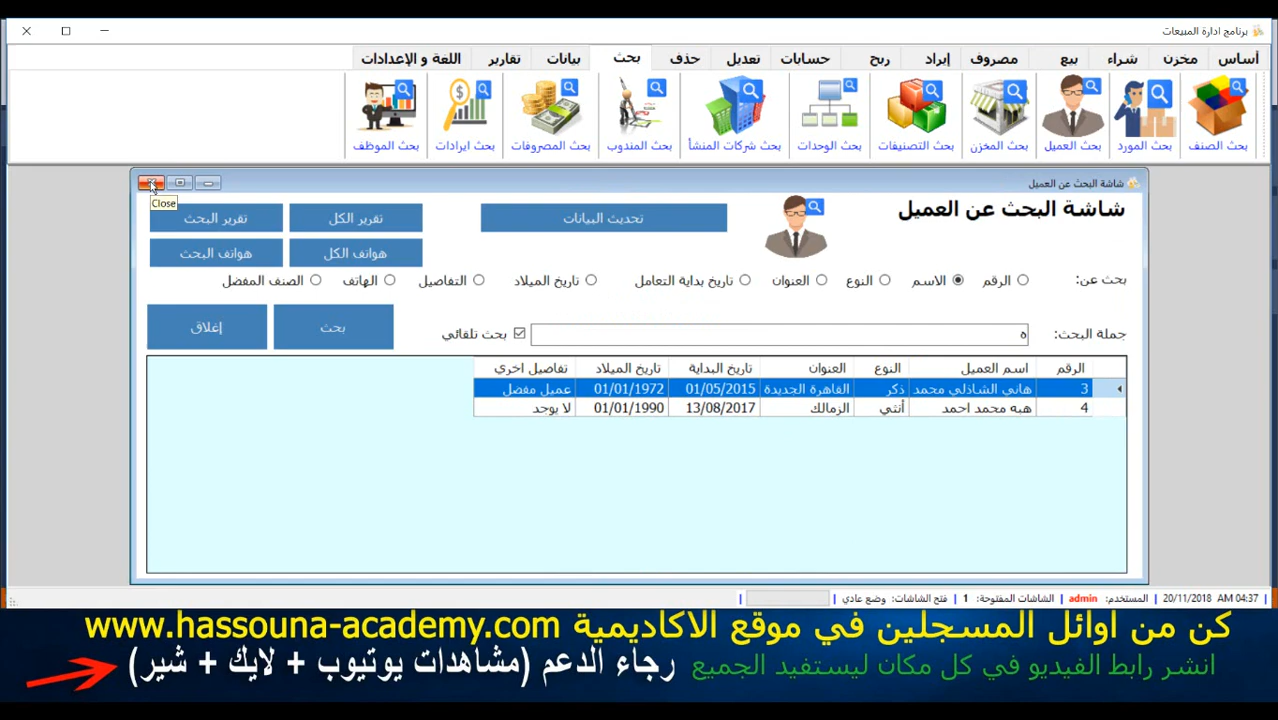 برنامج ادارة المبيعات
أساس مخزن شراء بيع مصروف إيراد ربح حسابات تعديل حذف بحث بيانات تقارير اللغة و الإعدادات
بحث الصنف بحث المورد بحث العميل بحث المخزن بحث التصنيفات بحث الوحدات بحث شركات المنشأ بحث المندوب بحث المصروفات بحث ايرادات بحث الموظف
شاشة البحث عن العميل
Close
شاشة البحث عن العميل
تحديث البيانات تقرير الكل تقرير البحث
هواتف الكل هواتف البحث
بحث عن: الرقم الاسم النوع العنوان تاريخ بداية التعامل تاريخ الميلاد التفاصيل الهاتف الصنف المفضل
جملة البحث: ه بحث تلقائي بحث إغلاق
الرقم اسم العميل النوع العنوان تاريخ البداية تاريخ الميلاد تفاصيل اخري
3 هاني الشاذلي محمد ذكر القاهرة الجديدة 01/05/2015 01/01/1972 عميل مفضل
4 هبه محمد احمد أنثي الزمالك 13/08/2017 01/01/1990 لا يوجد
20/11/2018 AM 04:37 | المستخدم: admin | الشاشات المفتوحة: 1 | فتح الشاشات: وضع عادي |
كن من اوائل المسجلين في موقع الاكاديمية www.hassouna-academy.com
انشر رابط الفيديو في كل مكان ليستفيد الجميع رجاء الدعم (مشاهدات يوتيوب + لايك + شير)